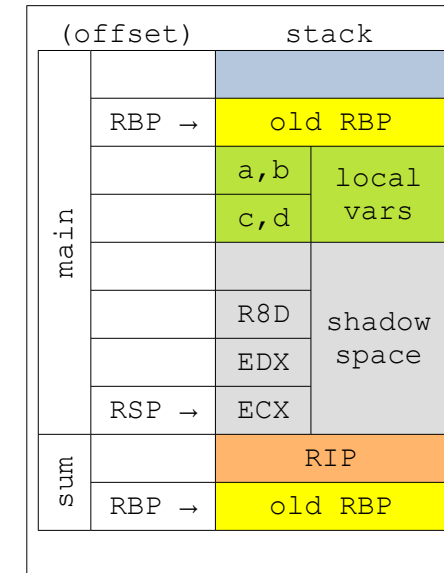 (offset) stack
RBP → old RBP
a,b local
c,d vars
main
R8D shadow
EDX space
RSP → ECX
sum RIP
RBP → old RBP